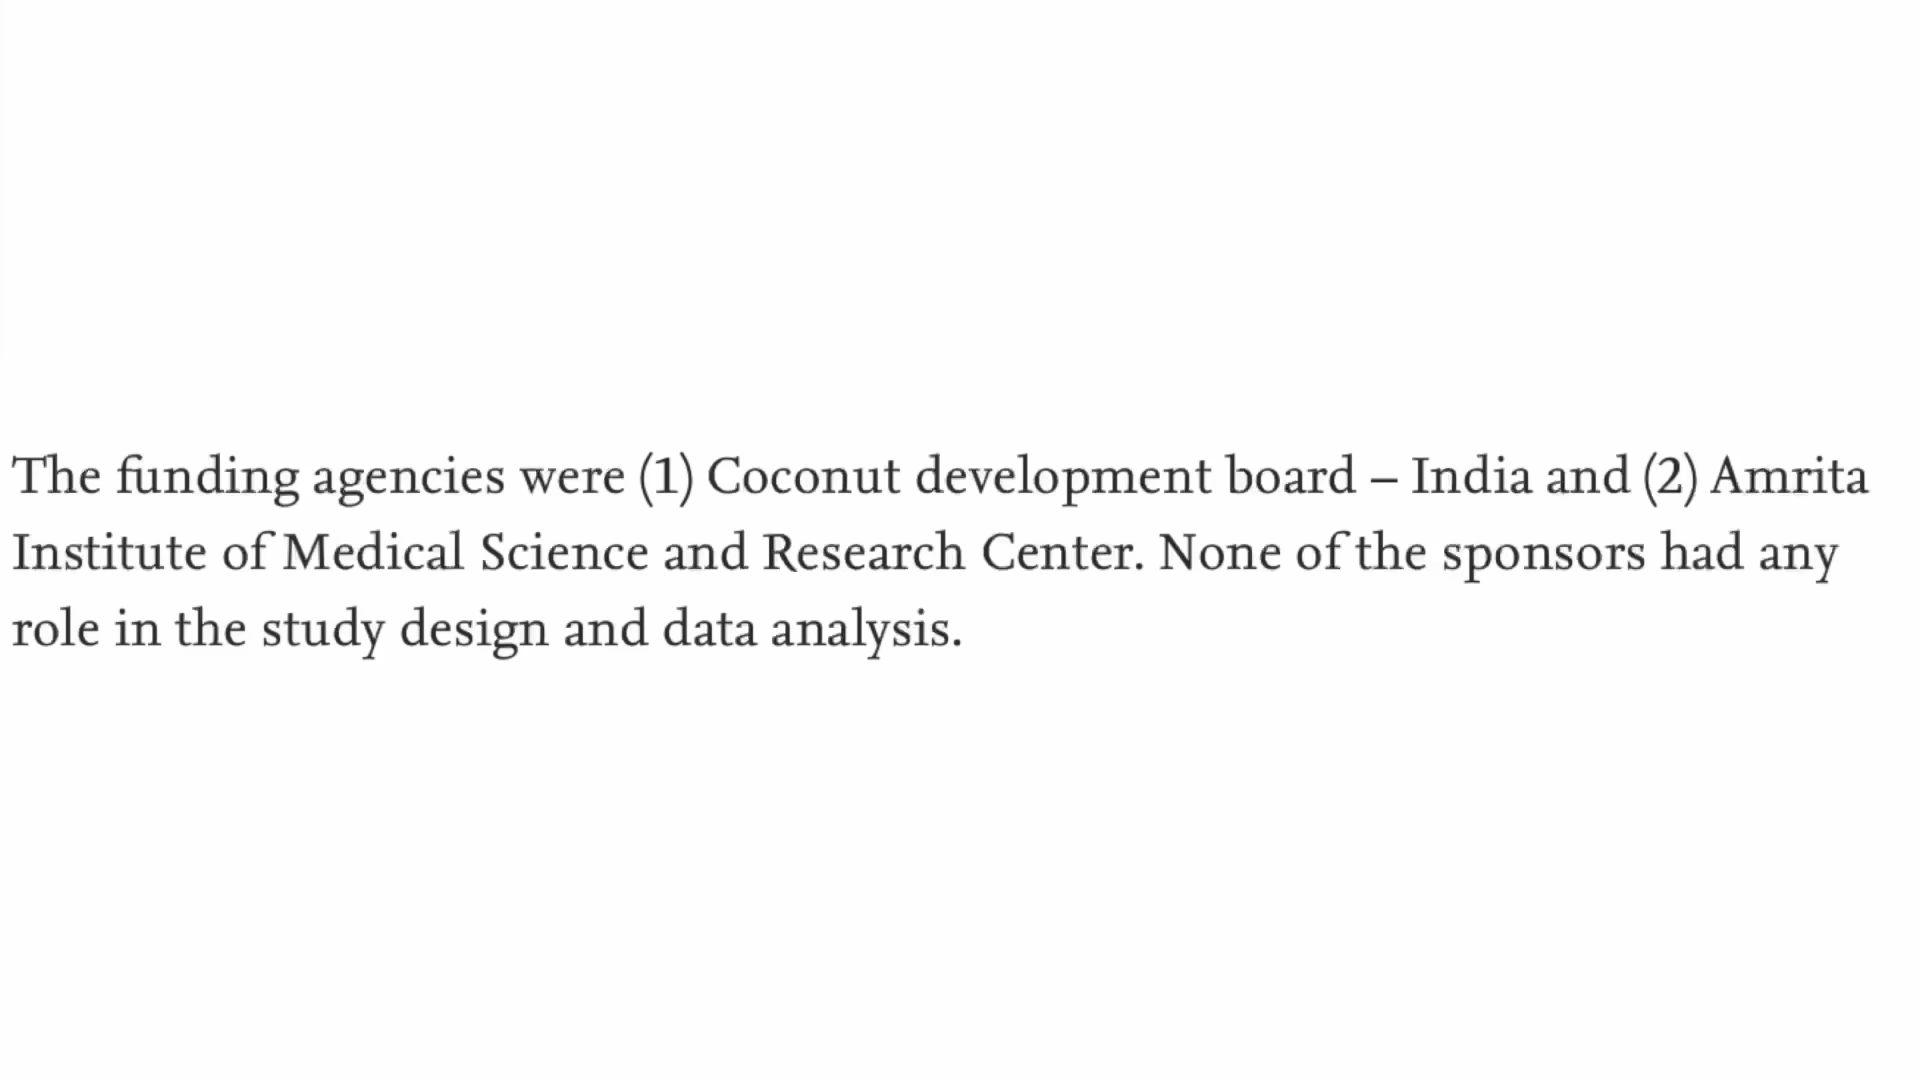 The funding agencies were (1) Coconut development board – India and (2) Amrita
Institute of Medical Science and Research Center. None of the sponsors had any
role in the study design and data analysis.